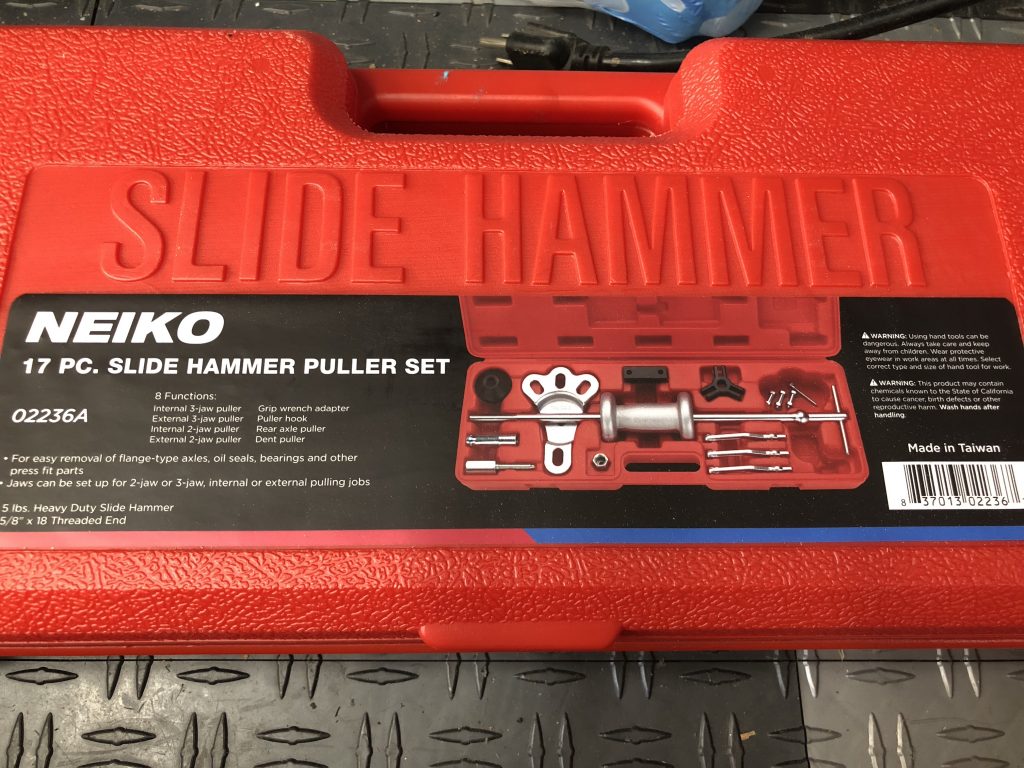 SLIDE HAMMER
NEIKO
17 PC. SLIDE HAMMER PULLER SET
02236A
8 Functions:
Internal 3-jaw puller Grip wrench adapter
External 3-jaw puller Puller hook
Internal 2-jaw puller Rear axle puller
External 2-jaw puller Dent puller
• For easy removal of flange-type axles, oil seals, bearings and other
press fit parts
• Jaws can be set up for 2-jaw or 3-jaw, internal or external pulling jobs
5 lbs. Heavy Duty Slide Hammer
5/8" x 18 Threaded End
WARNING: Using hand tools can be
dangerous. Always take care and keep
away from children. Wear protective
eyewear in work areas at all times. Select
correct type and size of hand tool for work.
WARNING: This product may contain
chemicals known to the State of California
to cause cancer, birth defects or other
reproductive harm. Wash hands after
handling.
Made in Taiwan
8 37013 02236